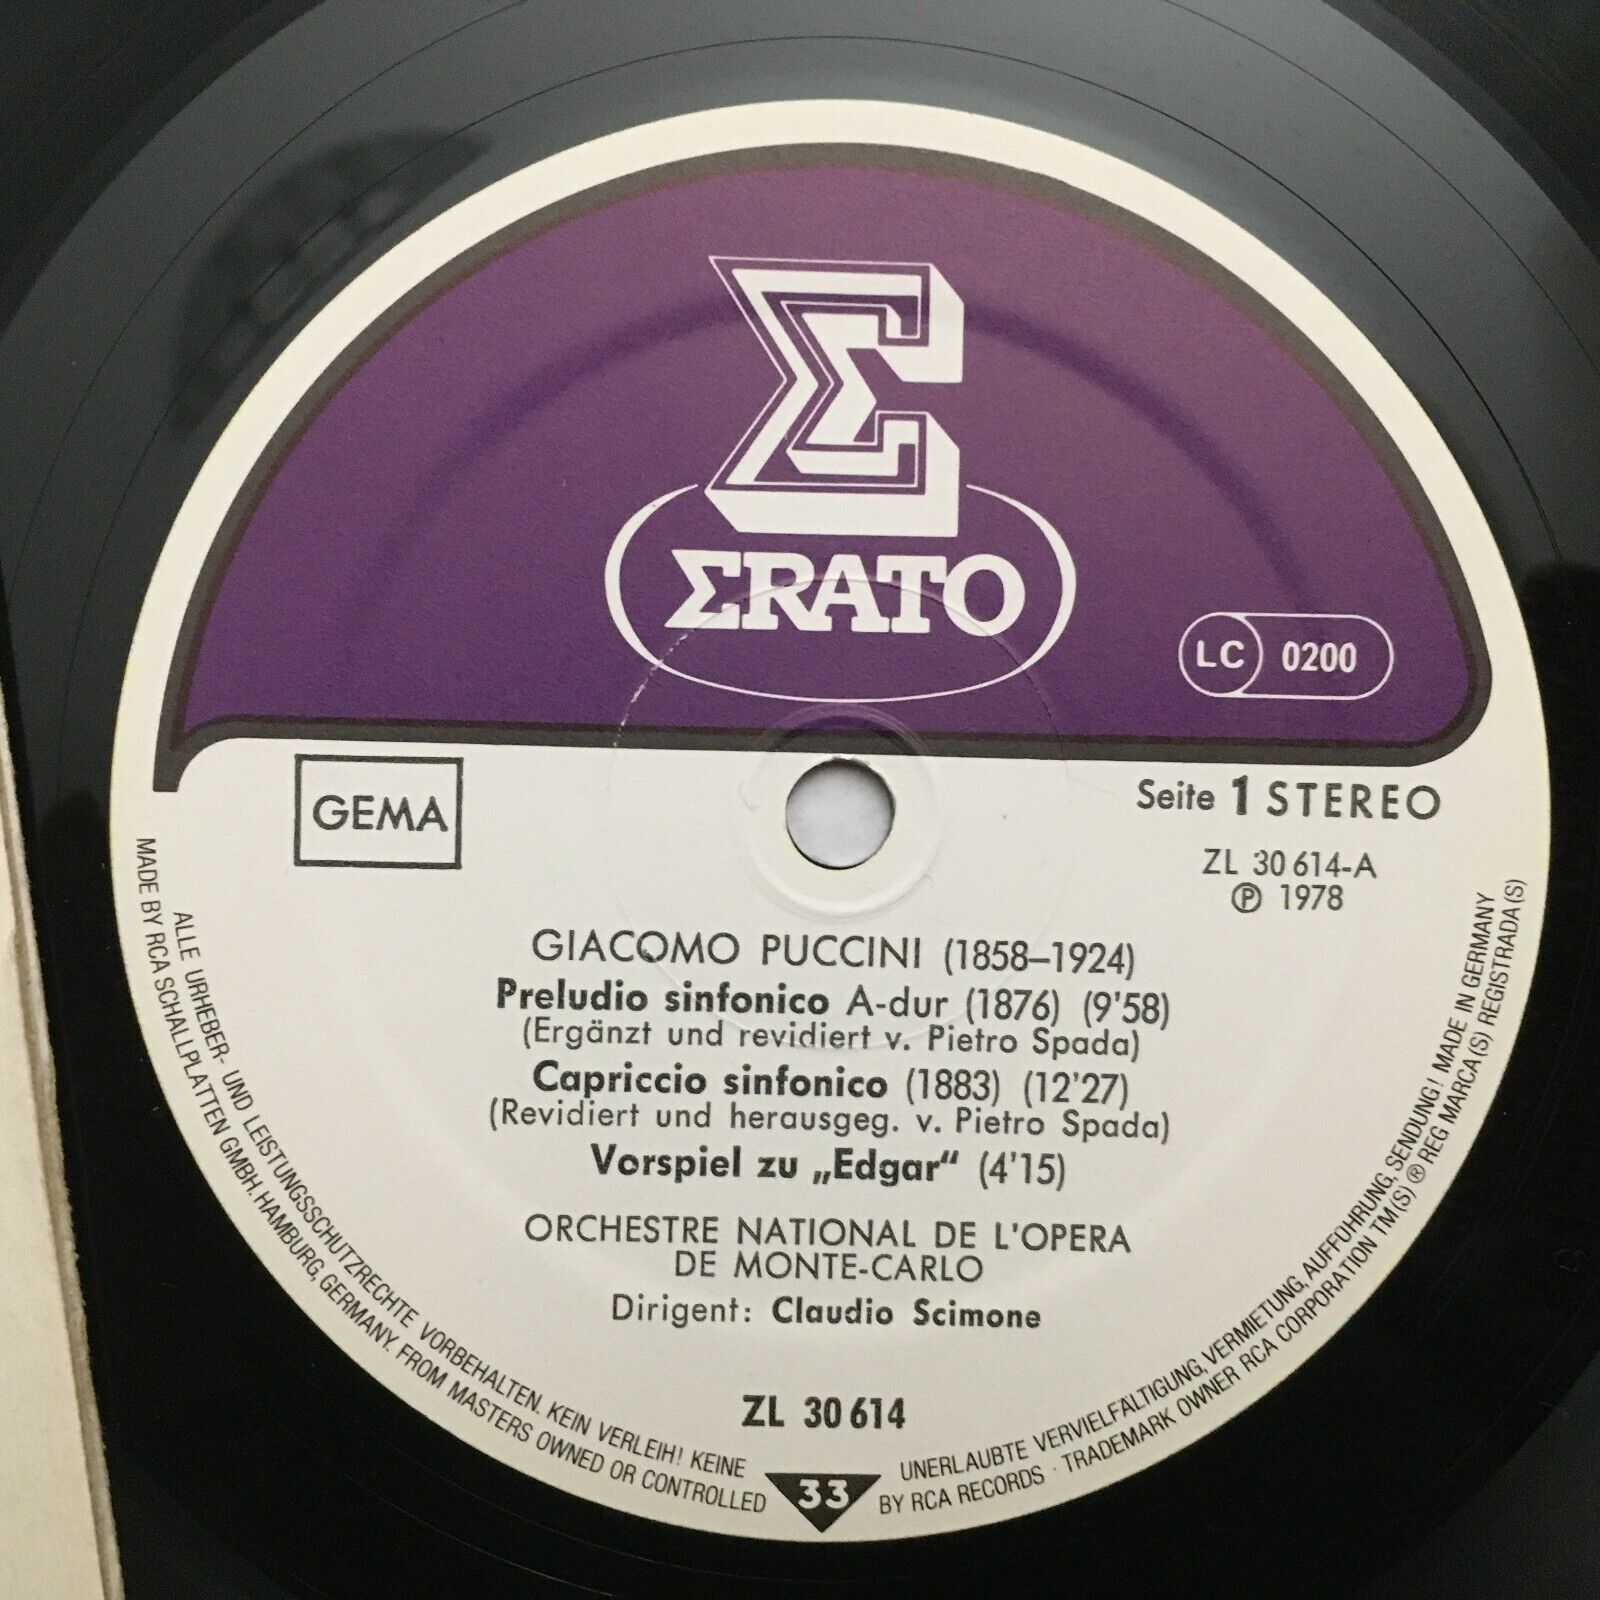 Σ
ΣRATO
LC 0200
GEMA
Seite 1 STEREO
ZL 30 614-A
℗ 1978
GIACOMO PUCCINI (1858–1924)
Preludio sinfonico A-dur (1876) (9'58)
(Ergänzt und revidiert v. Pietro Spada)
Capriccio sinfonico (1883) (12'27)
(Revidiert und herausgeg. v. Pietro Spada)
Vorspiel zu „Edgar“ (4'15)
ORCHESTRE NATIONAL DE L'OPERA
DE MONTE-CARLO
Dirigent: Claudio Scimone
ZL 30 614
33
ALLE URHEBER- UND LEISTUNGSSCHUTZRECHTE VORBEHALTEN. KEIN VERLEIH! KEINE UNERLAUBTE VERVIELFÄLTIGUNG, VERMIETUNG, AUFFÜHRUNG, SENDUNG! MADE IN GERMANY
MADE BY RCA SCHALLPLATTEN GMBH. HAMBURG, GERMANY. FROM MASTERS OWNED OR CONTROLLED BY RCA RECORDS · TRADEMARK OWNER RCA CORPORATION TM(S) ® REG MARCA(S) REGISTRADA(S)